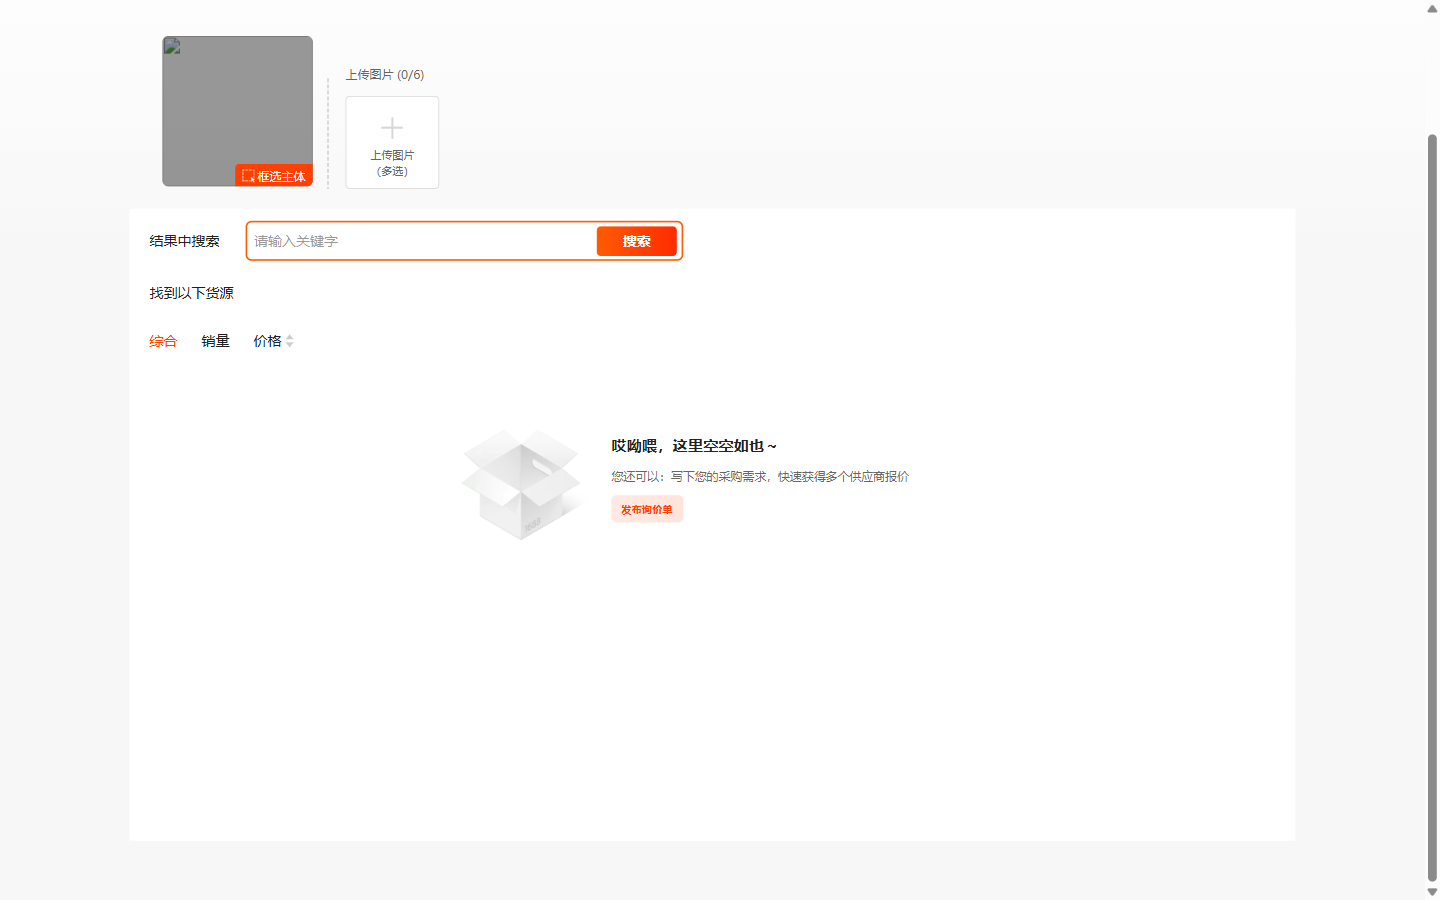 上传图片 (0/6)
上传图片
(多选)
框选主体
结果中搜索
请输入关键字
搜索
找到以下货源
综合
销量
价格
哎呦喂，这里空空如也～
您还可以：写下您的采购需求，快速获得多个供应商报价
发布询价单
1688